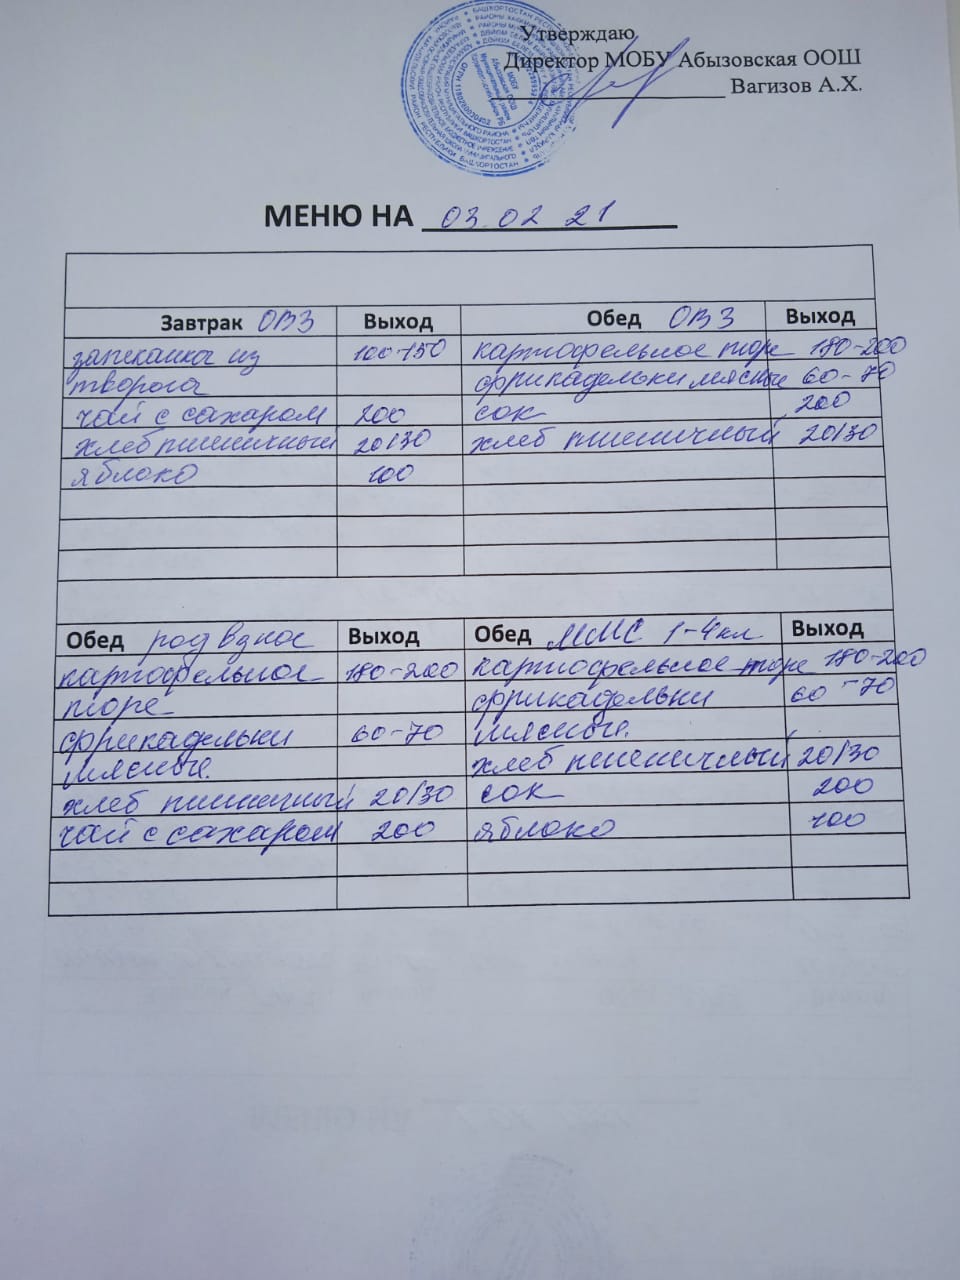 Утверждаю
Директор МОБУ Абызовская ООШ
Вагизов А.Х.
МЕНЮ НА 03.02 21
Завтрак ОВЗ Выход Обед ОВЗ Выход
запеканка из 100-150 картофельное пюре 180-200
творога фрикадельки мясные 60-70
чай с сахаром 200 сок 200
хлеб пшеничный 20/30 хлеб пшеничный 20/30
яблоко 100
Обед род взнос Выход Обед ММС 1-4кл Выход
картофельное 180-200 картофельное пюре 180-200
пюре фрикадельки 60-70
фрикадельки 60-70 мясные.
мясные. хлеб пшеничный 20/30
хлеб пшеничный 20/30 сок 200
чай с сахаром 200 яблоко 100